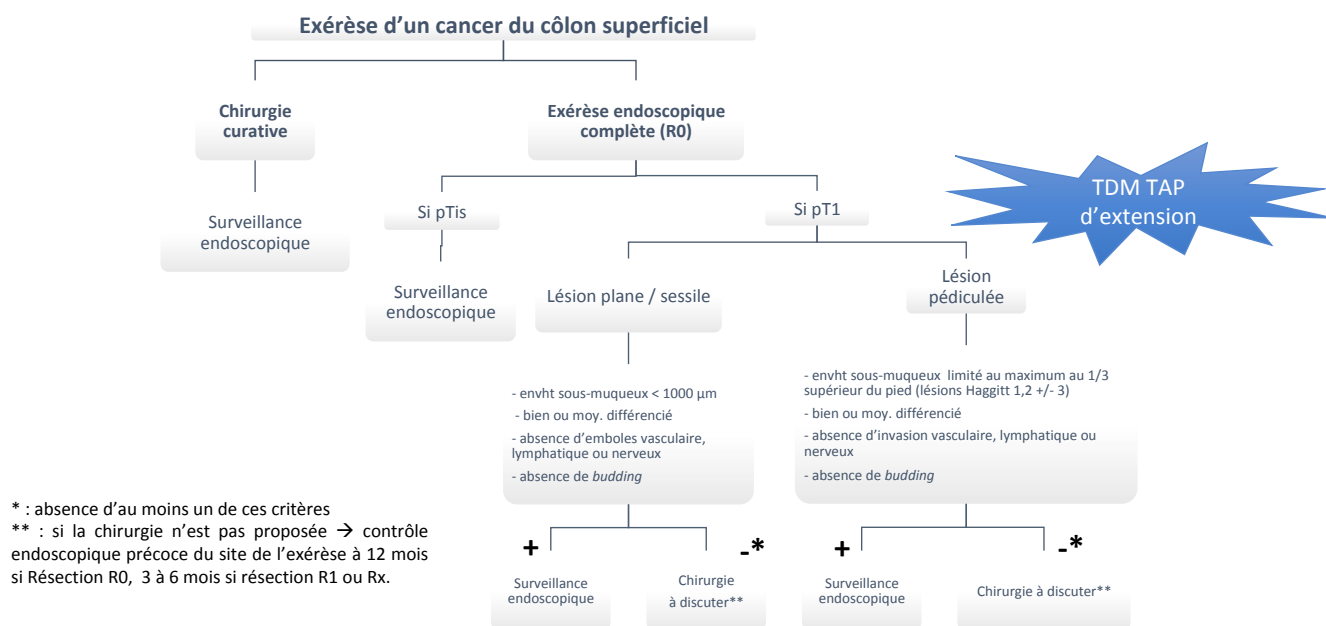 Exérèse d'un cancer du côlon superficiel
Chirurgie
curative
Exérèse endoscopique
complète (R0)
TDM TAP
d'extension
Surveillance
endoscopique
Si pTis
Si pT1
Surveillance
endoscopique
Lésion plane / sessile
Lésion
pédiculée
- envht sous-muqueux < 1000 µm
- bien ou moy. différencié
- absence d'emboles vasculaire,
lymphatique ou nerveux
- absence de budding
- envht sous-muqueux limité au maximum au 1/3
supérieur du pied (lésions Haggitt 1,2 +/- 3)
- bien ou moy. différencié
- absence d'invasion vasculaire, lymphatique ou
nerveux
- absence de budding
* : absence d'au moins un de ces critères
** : si la chirurgie n'est pas proposée → contrôle
endoscopique précoce du site de l'exérèse à 12 mois
si Résection R0, 3 à 6 mois si résection R1 ou Rx.
+
-*
+
-*
Surveillance
endoscopique
Chirurgie
à discuter**
Surveillance
endoscopique
Chirurgie à discuter**